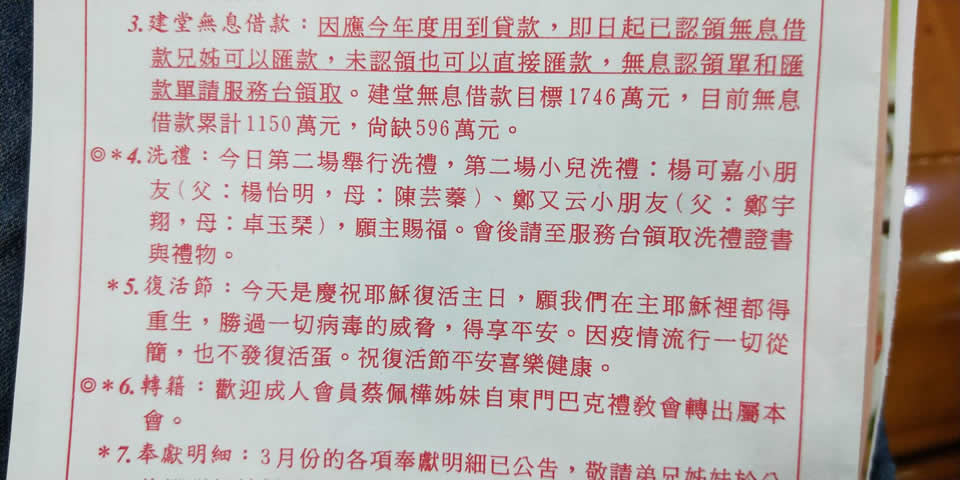 3. 建堂無息借款：因應今年度用到貸款，即日起已認領無息借
款兄姊可以匯款，未認領也可以直接匯款，無息認領單和匯
款單請服務台領取。建堂無息借款目標1746萬元，目前無息
借款累計1150萬元，尚缺596萬元。
◎*4. 洗禮：今日第二場舉行洗禮，第二場小兒洗禮：楊可嘉小朋
友（父：楊怡明，母：陳芸蓁）、鄭又云小朋友（父：鄭宇
翔，母：卓玉琹），願主賜福。會後請至服務台領取洗禮證書
與禮物。
*5. 復活節：今天是慶祝耶穌復活主日，願我們在主耶穌裡都得
重生，勝過一切病毒的威脅，得享平安。因疫情流行一切從
簡，也不發復活蛋。祝復活節平安喜樂健康。
◎*6. 轉籍：歡迎成人會員蔡佩樺姊妹自東門巴克禮教會轉出屬本
會。
*7. 奉獻明細：3月份的各項奉獻明細已公告，敬請弟兄姊妹於公